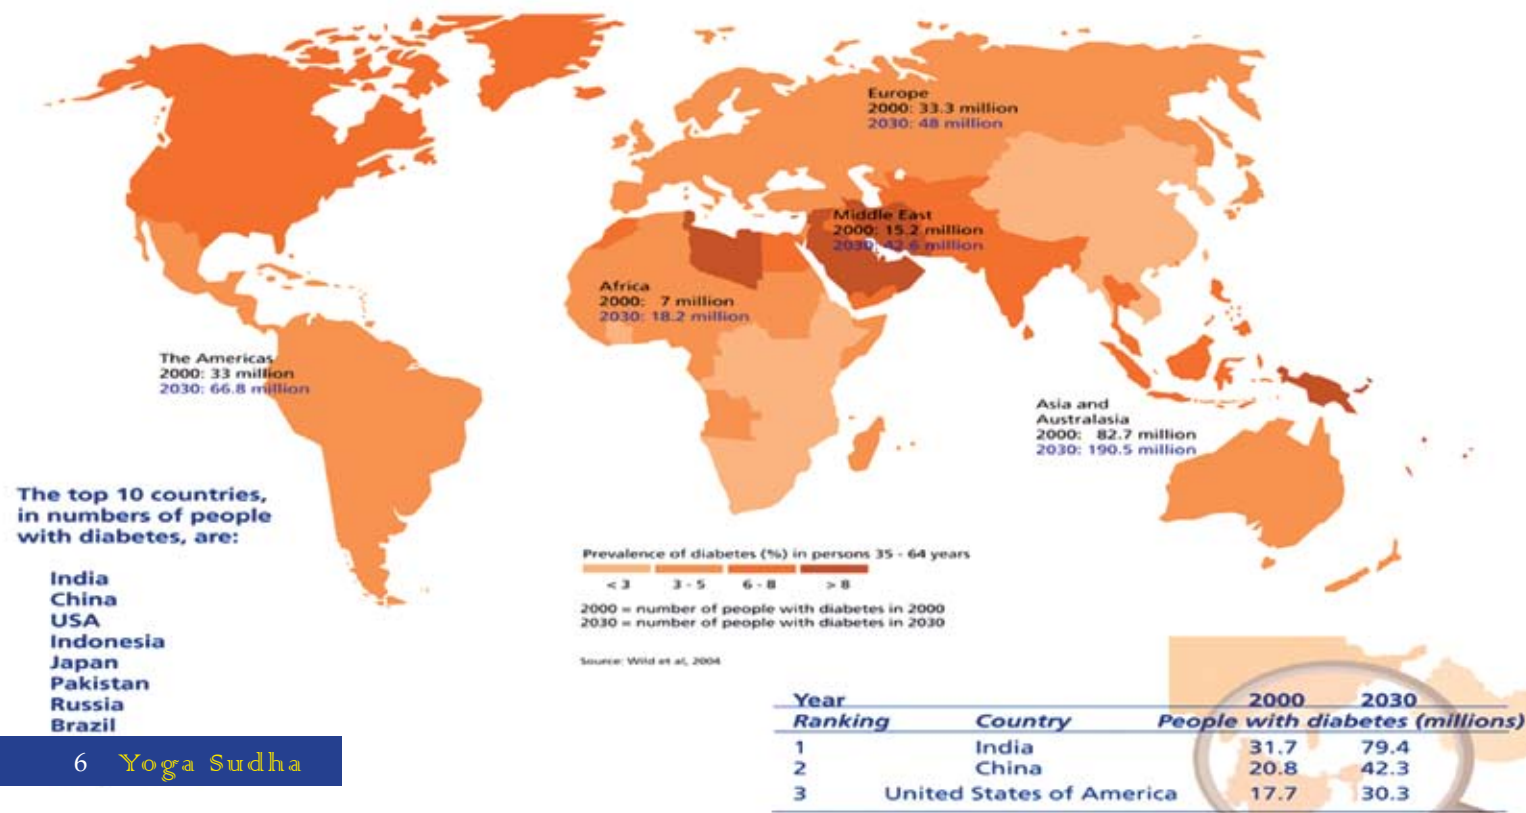 Europe
2000: 33.3 million
2030: 48 million
Middle East
2000: 15.2 million
2030: 42.6 million
Africa
2000: 7 million
2030: 18.2 million
The Americas
2000: 33 million
2030: 66.8 million
Asia and
Australasia
2000: 82.7 million
2030: 190.5 million
The top 10 countries,
in numbers of people
with diabetes, are:
India
China
USA
Indonesia
Japan
Pakistan
Russia
Brazil
Prevalence of diabetes (%) in persons 35 - 64 years
< 3 3 - 5 6 - 8 > 8
2000 = number of people with diabetes in 2000
2030 = number of people with diabetes in 2030
Source: Wild et al, 2004
Year 2000 2030
Ranking Country People with diabetes (millions)
1 India 31.7 79.4
2 China 20.8 42.3
3 United States of America 17.7 30.3
6 Yoga Sudha